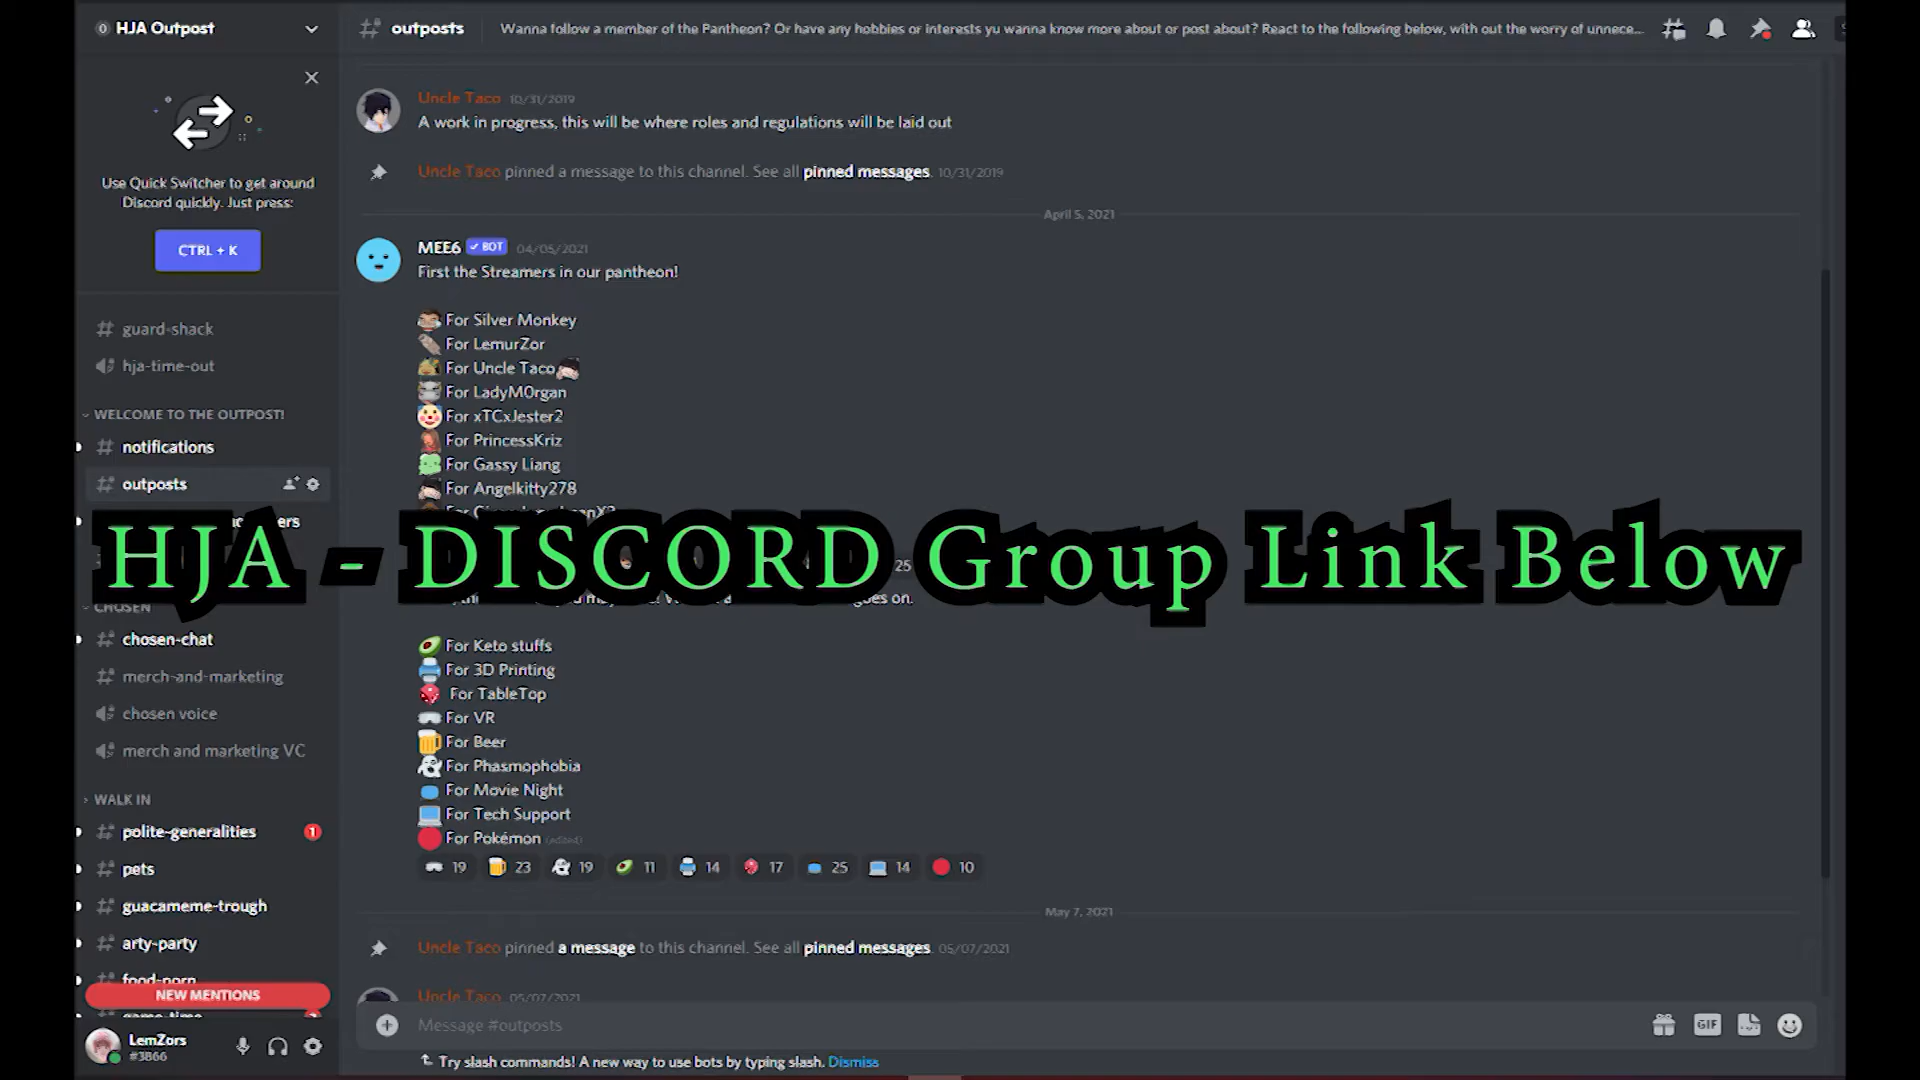 HJA Outpost
outposts
Wanna follow a member of the Pantheon? Or have any hobbies or interests yu wanna know more about or post about? React to the following below, with out the worry of unnece...
Use Quick Switcher to get around
Discord quickly. Just press:
CTRL + K
guard-shack
hja-time-out
WELCOME TO THE OUTPOST!
notifications
outposts
CHOSEN
chosen-chat
merch-and-marketing
chosen voice
merch and marketing VC
WALK IN
polite-generalities 1
pets
guacameme-trough
arty-party
food-porn
NEW MENTIONS
game-time
LemZors
#3866
Uncle Taco 10/31/2019
A work in progress, this will be where roles and regulations will be laid out
Uncle Taco pinned a message to this channel. See all pinned messages. 10/31/2019
April 5, 2021
MEE6 BOT 04/05/2021
First the Streamers in our pantheon!
For Silver Monkey
For LemurZor
For Uncle Taco
For LadyM0rgan
For xTCxJester2
For PrincessKriz
For Gassy Liang
For Angelkitty278
25
HJA - DISCORD Group Link Below
goes on.
For Keto stuffs
For 3D Printing
For TableTop
For VR
For Beer
For Phasmophobia
For Movie Night
For Tech Support
For Pokémon (edited)
19 23 19 11 14 17 25 14 10
May 7, 2021
Uncle Taco pinned a message to this channel. See all pinned messages. 05/07/2021
Uncle Taco 05/07/2021
Message #outposts
GIF
Try slash commands! A new way to use bots by typing slash. Dismiss